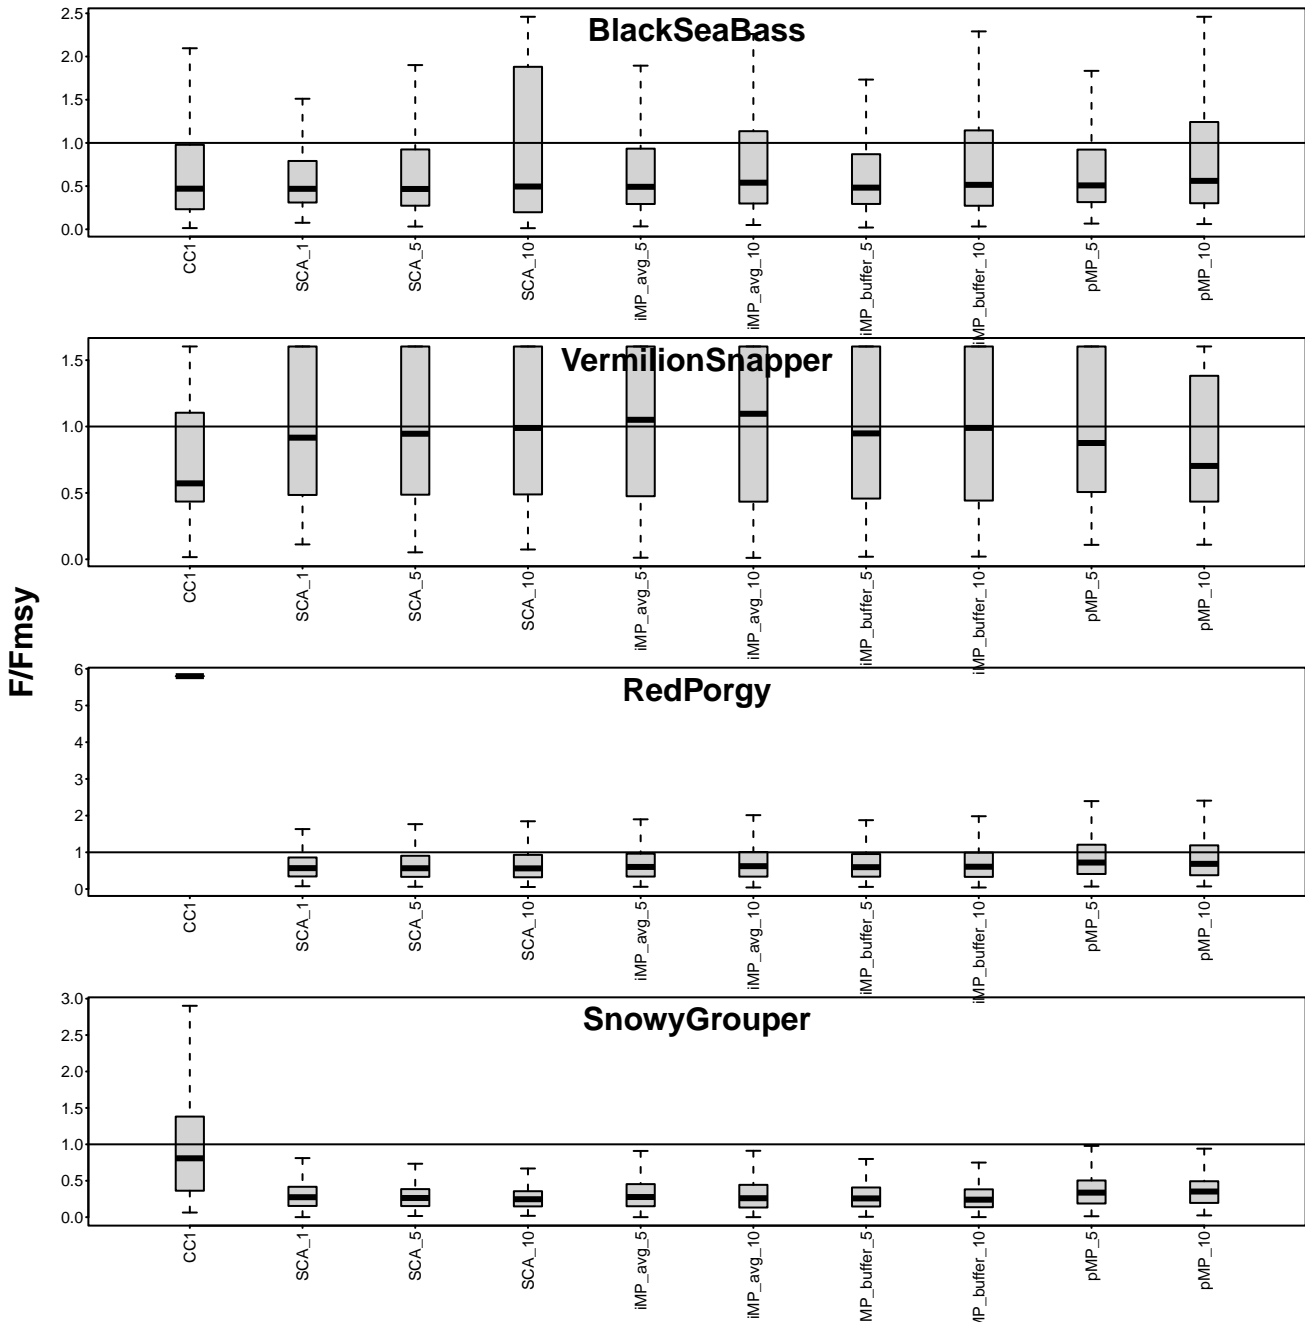 F/Fmsy
BlackSeaBass
2.5
2.0
1.5
1.0
0.5
0.0
CC1
SCA_1
SCA_5
SCA_10
iMP_avg_5
iMP_avg_10
iMP_buffer_5
iMP_buffer_10
pMP_5
pMP_10
VermilionSnapper
1.5
1.0
0.5
0.0
CC1
SCA_1
SCA_5
SCA_10
iMP_avg_5
iMP_avg_10
iMP_buffer_5
iMP_buffer_10
pMP_5
pMP_10
RedPorgy
6
5
4
3
2
1
0
CC1
SCA_1
SCA_5
SCA_10
iMP_avg_5
iMP_avg_10
iMP_buffer_5
iMP_buffer_10
pMP_5
pMP_10
SnowyGrouper
3.0
2.5
2.0
1.5
1.0
0.5
0.0
CC1
SCA_1
SCA_5
SCA_10
iMP_avg_5
iMP_avg_10
MP_buffer_5
MP_buffer_10
pMP_5
pMP_10